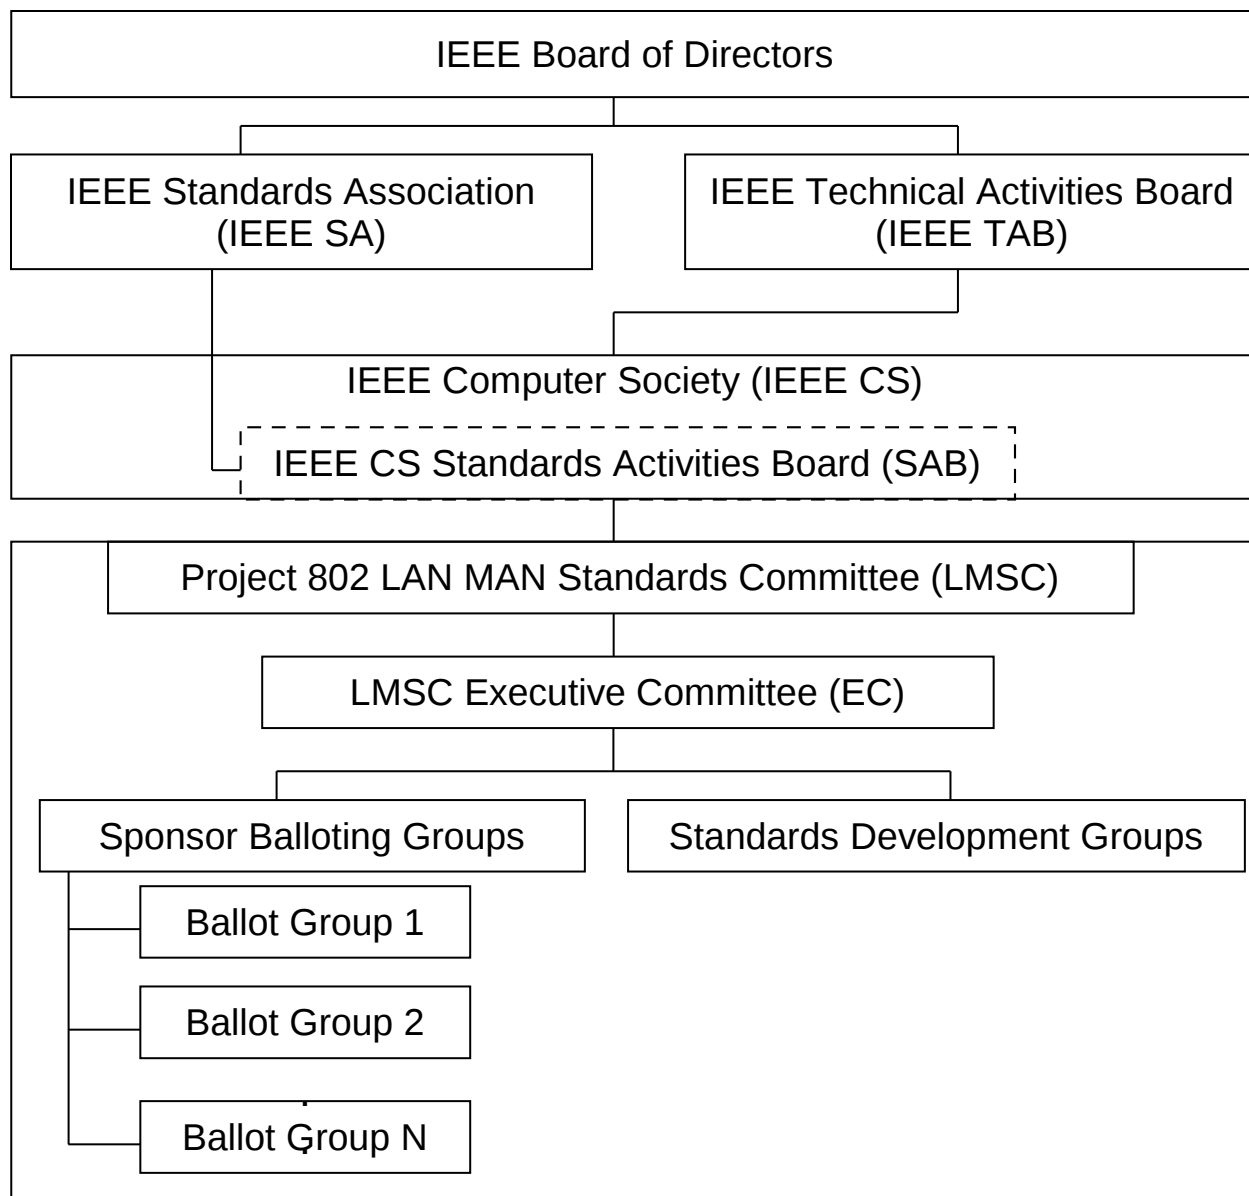 IEEE Board of Directors
IEEE Standards Association
(IEEE SA)
IEEE Technical Activities Board
(IEEE TAB)
IEEE Computer Society (IEEE CS)
IEEE CS Standards Activities Board (SAB)
Project 802 LAN MAN Standards Committee (LMSC)
LMSC Executive Committee (EC)
Sponsor Balloting Groups
Standards Development Groups
Ballot Group 1
Ballot Group 2
Ballot Group N